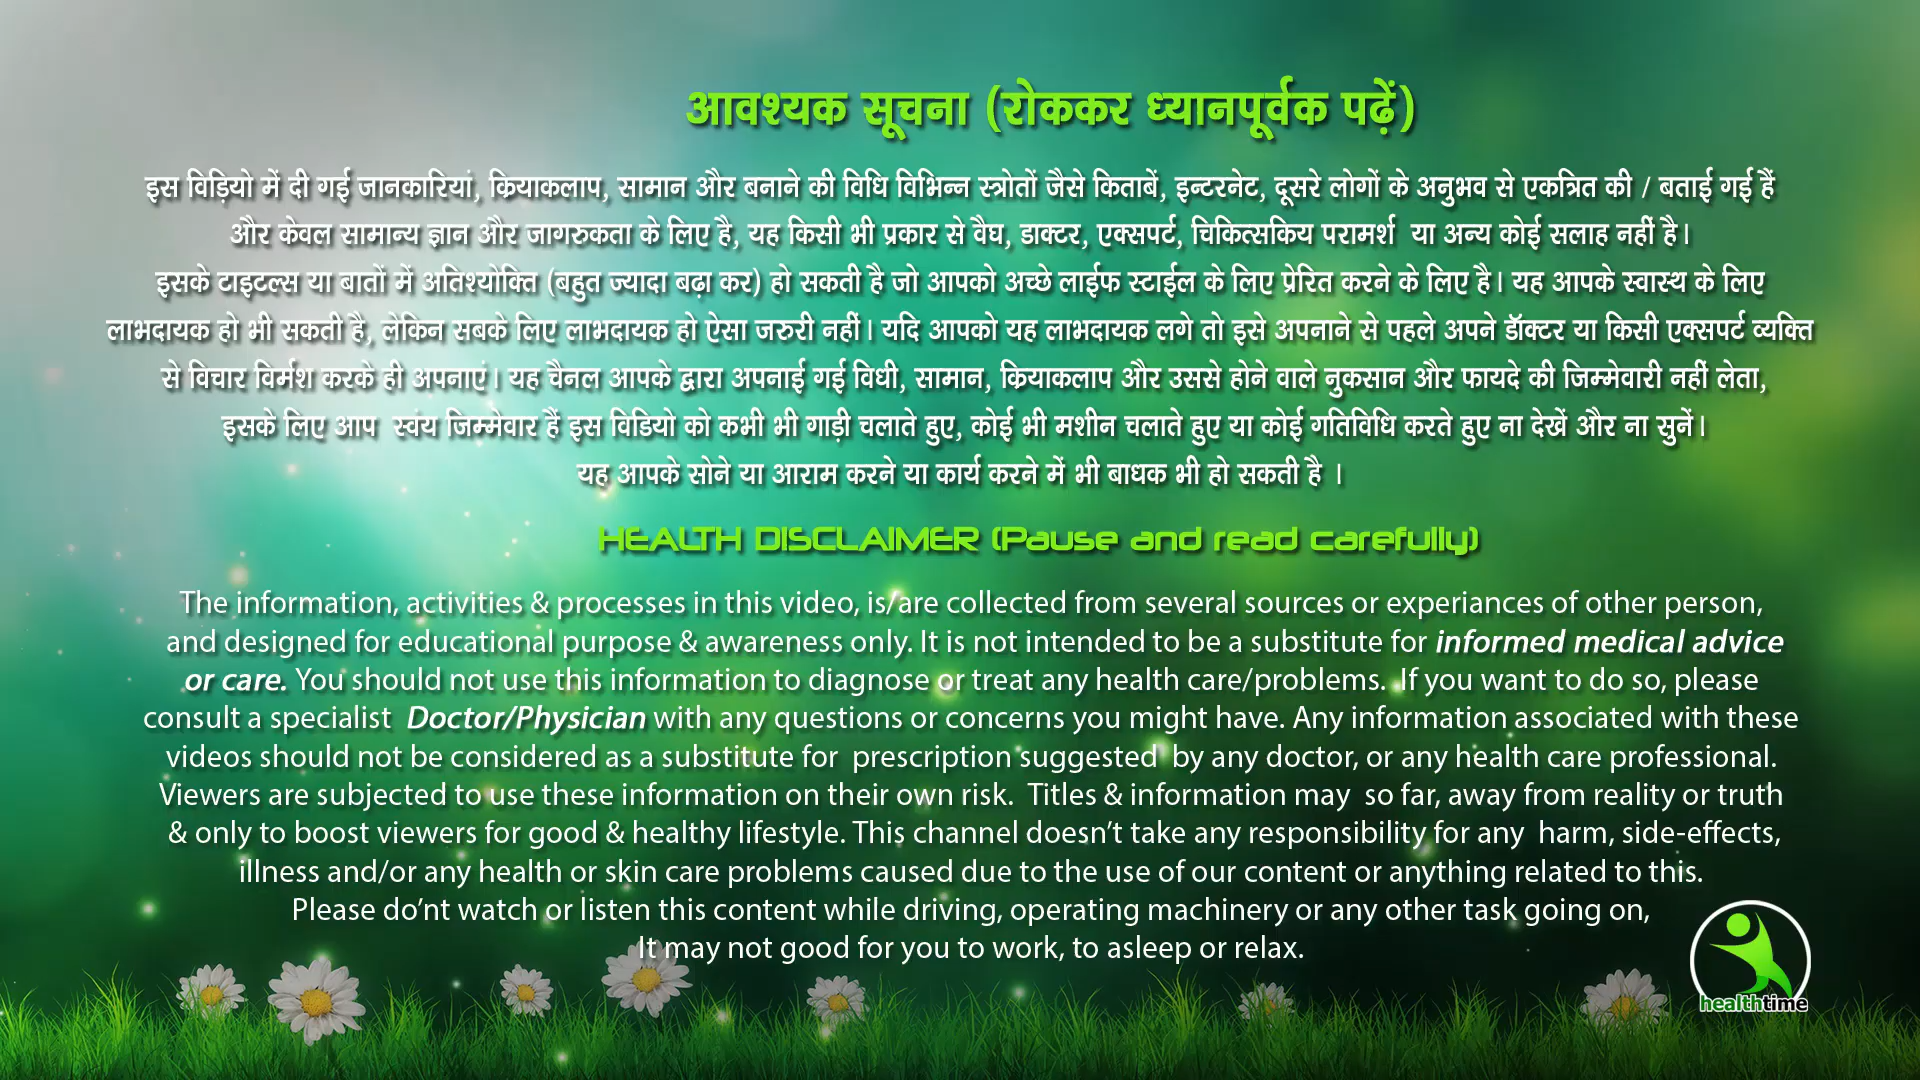 आवश्यक सूचना (रोककर ध्यानपूर्वक पढ़ें)
इस विड़ियो में दी गई जानकारियां, क्रियाकलाप, सामान और बनाने की विधि विभिन्न स्त्रोतों जैसे किताबें, इन्टरनेट, दूसरे लोगों के अनुभव से एकत्रित की / बताई गई हैं
और केवल सामान्य ज्ञान और जागरुकता के लिए है, यह किसी भी प्रकार से वैघ, डाक्टर, एक्सपर्ट, चिकित्सकिय परामर्श या अन्य कोई सलाह नहीं है।
इसके टाइटल्स या बातों में अतिश्योक्ति (बहुत ज्यादा बढ़ा कर) हो सकती है जो आपको अच्छे लाईफ स्टाईल के लिए प्रेरित करने के लिए है। यह आपके स्वास्थ के लिए
लाभदायक हो भी सकती है, लेकिन सबके लिए लाभदायक हो ऐसा जरुरी नहीं। यदि आपको यह लाभदायक लगे तो इसे अपनाने से पहले अपने डॉक्टर या किसी एक्सपर्ट व्यक्ति
से विचार विर्मश करके ही अपनाएं। यह चैनल आपके द्वारा अपनाई गई विधी, सामान, क्रियाकलाप और उससे होने वाले नुकसान और फायदे की जिम्मेवारी नहीं लेता,
इसके लिए आप स्वंय जिम्मेवार हैं इस विडियो को कभी भी गाड़ी चलाते हुए, कोई भी मशीन चलाते हुए या कोई गतिविधि करते हुए ना देखें और ना सुनें।
यह आपके सोने या आराम करने या कार्य करने में भी बाधक भी हो सकती है ।
HEALTH DISCLAIMER (Pause and read carefully)
The information, activities & processes in this video, is/are collected from several sources or experiances of other person,
and designed for educational purpose & awareness only. It is not intended to be a substitute for informed medical advice
or care. You should not use this information to diagnose or treat any health care/problems. If you want to do so, please
consult a specialist Doctor/Physician with any questions or concerns you might have. Any information associated with these
videos should not be considered as a substitute for prescription suggested by any doctor, or any health care professional.
Viewers are subjected to use these information on their own risk. Titles & information may so far, away from reality or truth
& only to boost viewers for good & healthy lifestyle. This channel doesn’t take any responsibility for any harm, side-effects,
illness and/or any health or skin care problems caused due to the use of our content or anything related to this.
Please do’nt watch or listen this content while driving, operating machinery or any other task going on,
It may not good for you to work, to asleep or relax.
healthtime